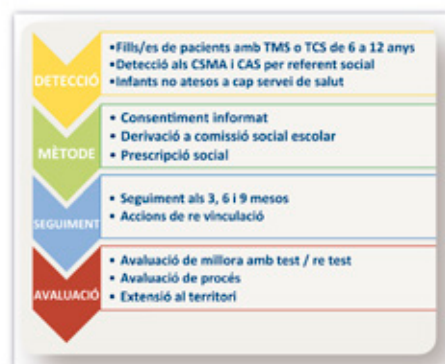 DETECCIÓ
•Fills/es de pacients amb TMS o TCS de 6 a 12 anys
•Detecció als CSMA i CAS per referent social
•Infants no atesos a cap servei de salut
MÈTODE
• Consentiment informat
• Derivació a comissió social escolar
• Prescripció social
SEGUIMENT
• Seguiment als 3, 6 i 9 mesos
• Accions de re vinculació
AVALUACIÓ
• Avaluació de millora amb test / re test
• Avaluació de procés
• Extensió al territori